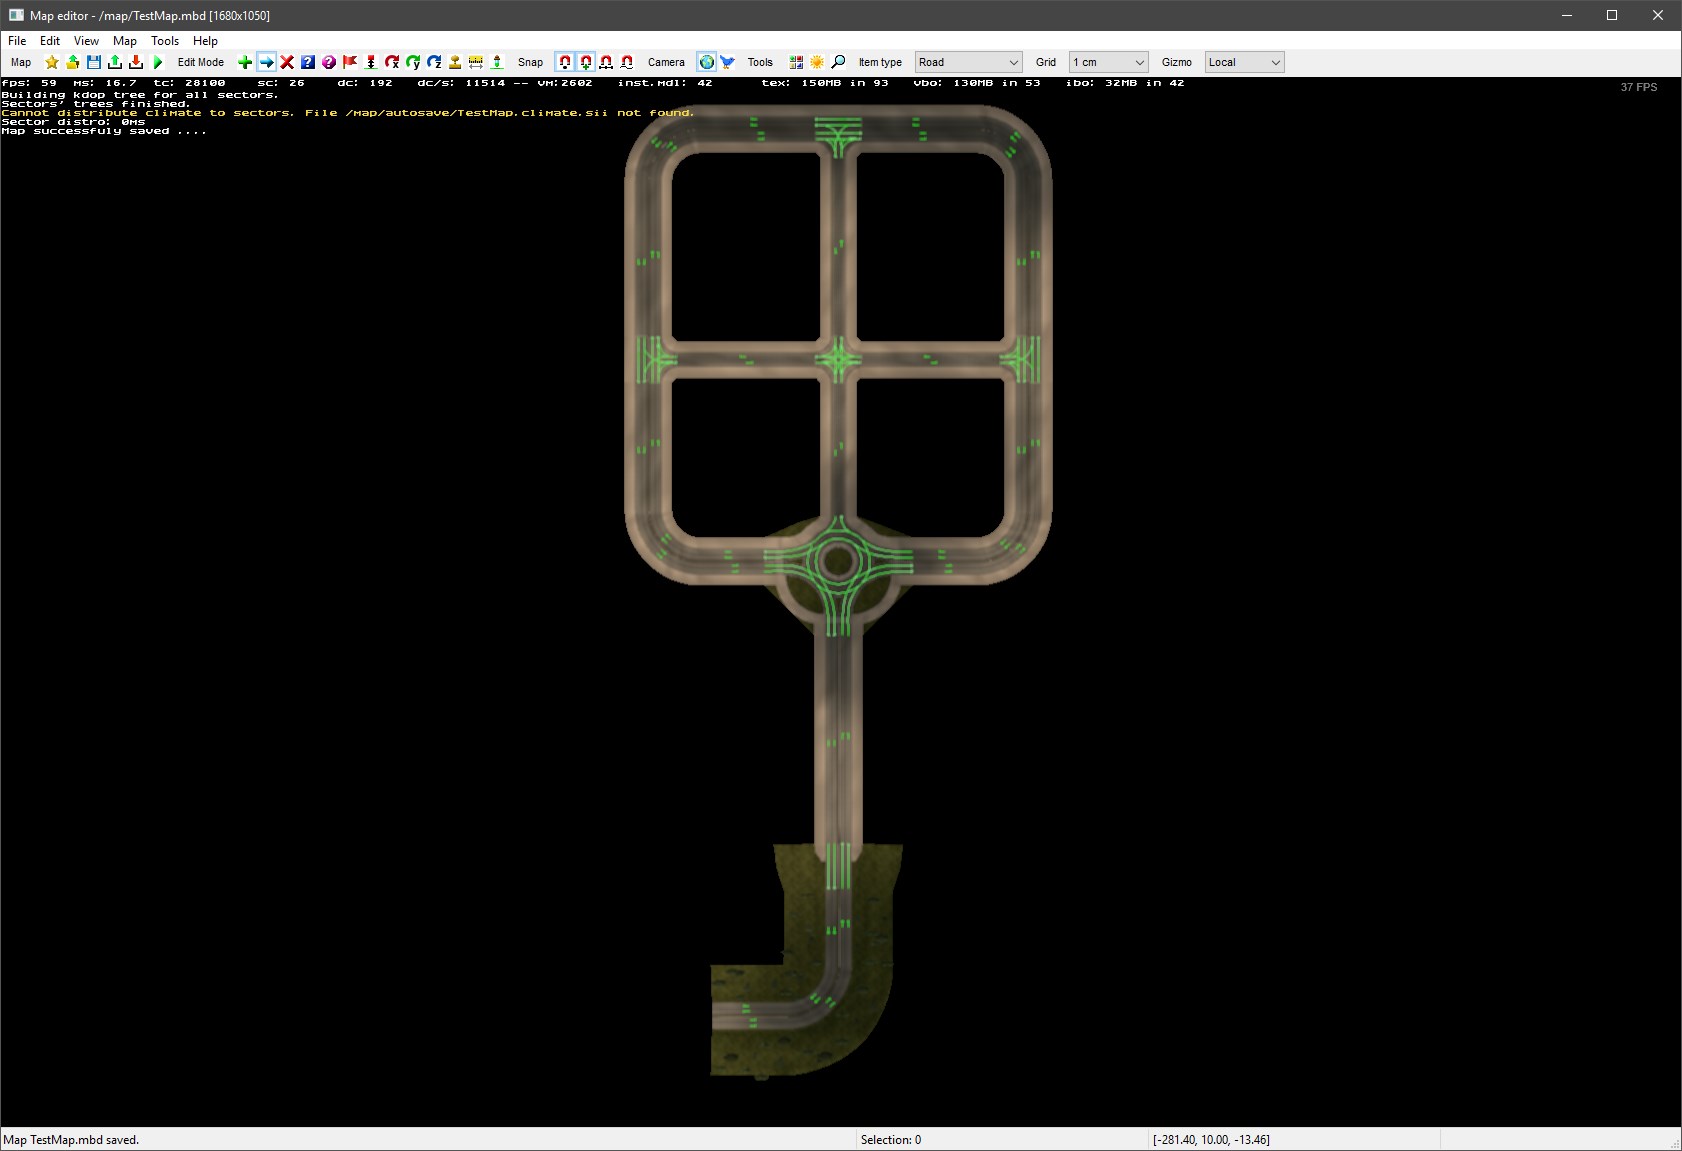 Map editor - /map/TestMap.mbd [1680x1050]
File Edit View Map Tools Help
Map Edit Mode Snap Camera Tools Item type Road Grid 1 cm Gizmo Local
fps: 59 ms: 16.7 tc: 28100 sc: 26 dc: 192 dc/s: 11514 -- vm:2602 inst.mdl: 42 tex: 150MB in 93 vbo: 130MB in 53 ibo: 32MB in 42
37 FPS
Building kdop tree for all sectors.
Sectors' trees finished.
Cannot distribute climate to sectors. File /map/autosave/TestMap.climate.sii not found.
Sector distro: 0ms
Map successfuly saved ....
Map TestMap.mbd saved. Selection: 0 [-281.40, 10.00, -13.46]